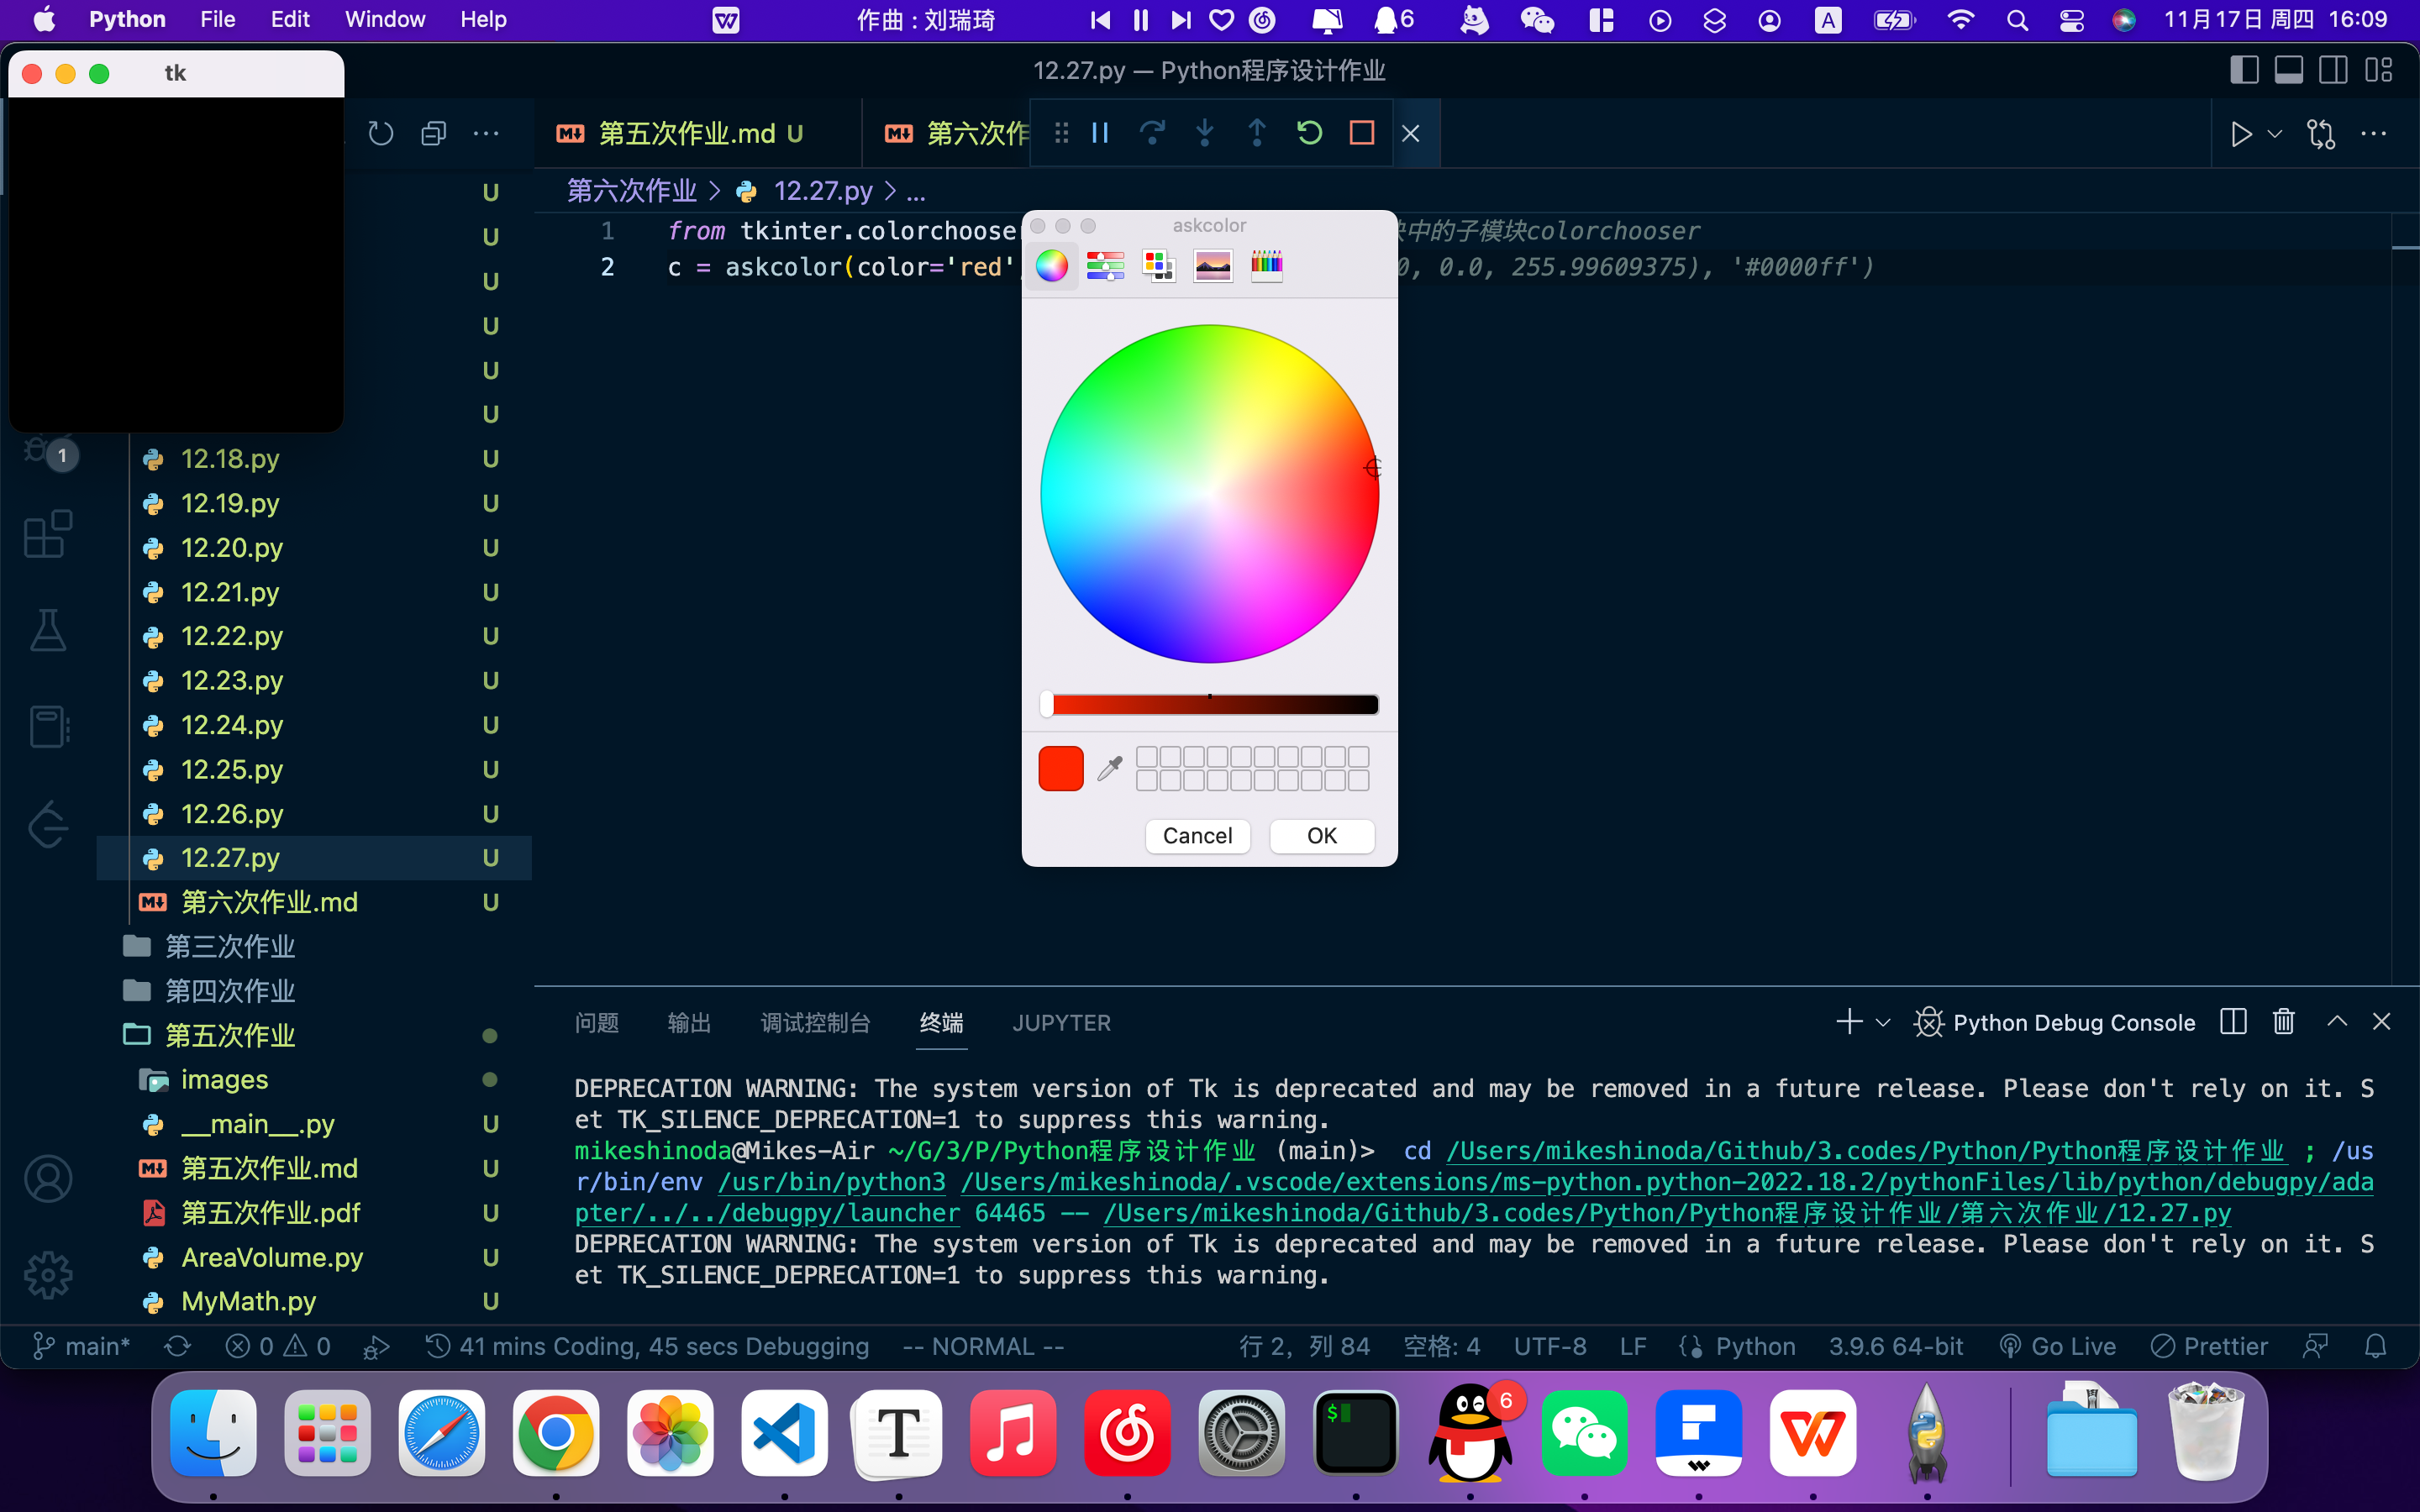 Python File Edit Window Help
作曲 : 刘瑞琦
6
A
11月17日 周四 16:09
tk
12.27.py — Python程序设计作业
第五次作业.md U
第六次作
第六次作业 > 12.27.py > ...
1 from tkinter.colorchooser
中的子模块colorchooser
2 c = askcolor(color='red'
0, 0.0, 255.99609375), '#0000ff')
askcolor
Cancel OK
U
U
U
U
U
U
1
12.18.py U
12.19.py U
12.20.py U
12.21.py U
12.22.py U
12.23.py U
12.24.py U
12.25.py U
12.26.py U
12.27.py U
第六次作业.md U
第三次作业
第四次作业
第五次作业
images
__main__.py U
第五次作业.md U
第五次作业.pdf U
AreaVolume.py U
MyMath.py U
问题 输出 调试控制台 终端 JUPYTER
Python Debug Console
DEPRECATION WARNING: The system version of Tk is deprecated and may be removed in a future release. Please don't rely on it. S
et TK_SILENCE_DEPRECATION=1 to suppress this warning.
mikeshinoda@Mikes-Air ~/G/3/P/Python程序设计作业 (main)> cd /Users/mikeshinoda/Github/3.codes/Python/Python程序设计作业 ; /us
r/bin/env /usr/bin/python3 /Users/mikeshinoda/.vscode/extensions/ms-python.python-2022.18.2/pythonFiles/lib/python/debugpy/ada
pter/../../debugpy/launcher 64465 -- /Users/mikeshinoda/Github/3.codes/Python/Python程序设计作业/第六次作业/12.27.py
DEPRECATION WARNING: The system version of Tk is deprecated and may be removed in a future release. Please don't rely on it. S
et TK_SILENCE_DEPRECATION=1 to suppress this warning.
main* 0 0 41 mins Coding, 45 secs Debugging -- NORMAL -- 行 2，列 84 空格: 4 UTF-8 LF Python 3.9.6 64-bit Go Live Prettier
6